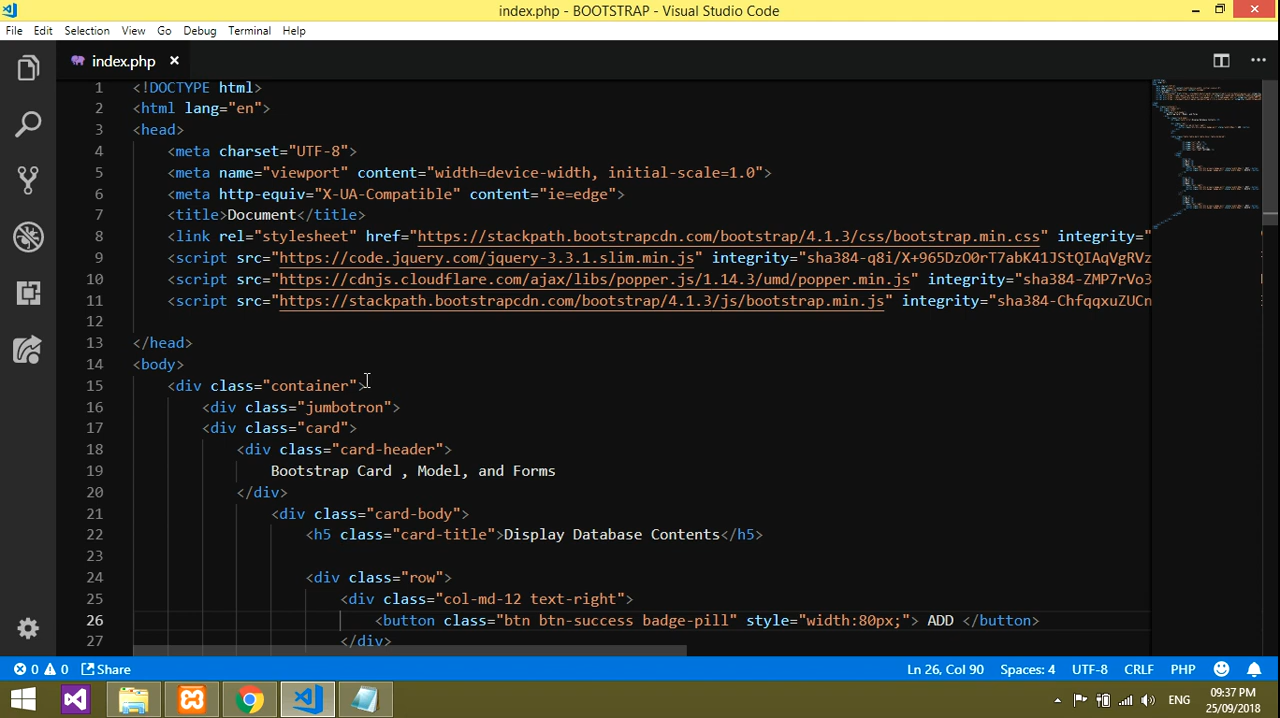 index.php - BOOTSTRAP - Visual Studio Code
File Edit Selection View Go Debug Terminal Help
index.php
1 <!DOCTYPE html>
2 <html lang="en">
3 <head>
4 <meta charset="UTF-8">
5 <meta name="viewport" content="width=device-width, initial-scale=1.0">
6 <meta http-equiv="X-UA-Compatible" content="ie=edge">
7 <title>Document</title>
8 <link rel="stylesheet" href="https://stackpath.bootstrapcdn.com/bootstrap/4.1.3/css/bootstrap.min.css" integrity="
9 <script src="https://code.jquery.com/jquery-3.3.1.slim.min.js" integrity="sha384-q8i/X+965DzO0rT7abK41JStQIAqVgRVz
10 <script src="https://cdnjs.cloudflare.com/ajax/libs/popper.js/1.14.3/umd/popper.min.js" integrity="sha384-ZMP7rVo3
11 <script src="https://stackpath.bootstrapcdn.com/bootstrap/4.1.3/js/bootstrap.min.js" integrity="sha384-ChfqqxuZUCn
12
13 </head>
14 <body>
15 <div class="container">
16 <div class="jumbotron">
17 <div class="card">
18 <div class="card-header">
19 Bootstrap Card , Model, and Forms
20 </div>
21 <div class="card-body">
22 <h5 class="card-title">Display Database Contents</h5>
23
24 <div class="row">
25 <div class="col-md-12 text-right">
26 <button class="btn btn-success badge-pill" style="width:80px;"> ADD </button>
27 </div>
0 0 Share Ln 26, Col 90 Spaces: 4 UTF-8 CRLF PHP
ENG 09:37 PM
25/09/2018